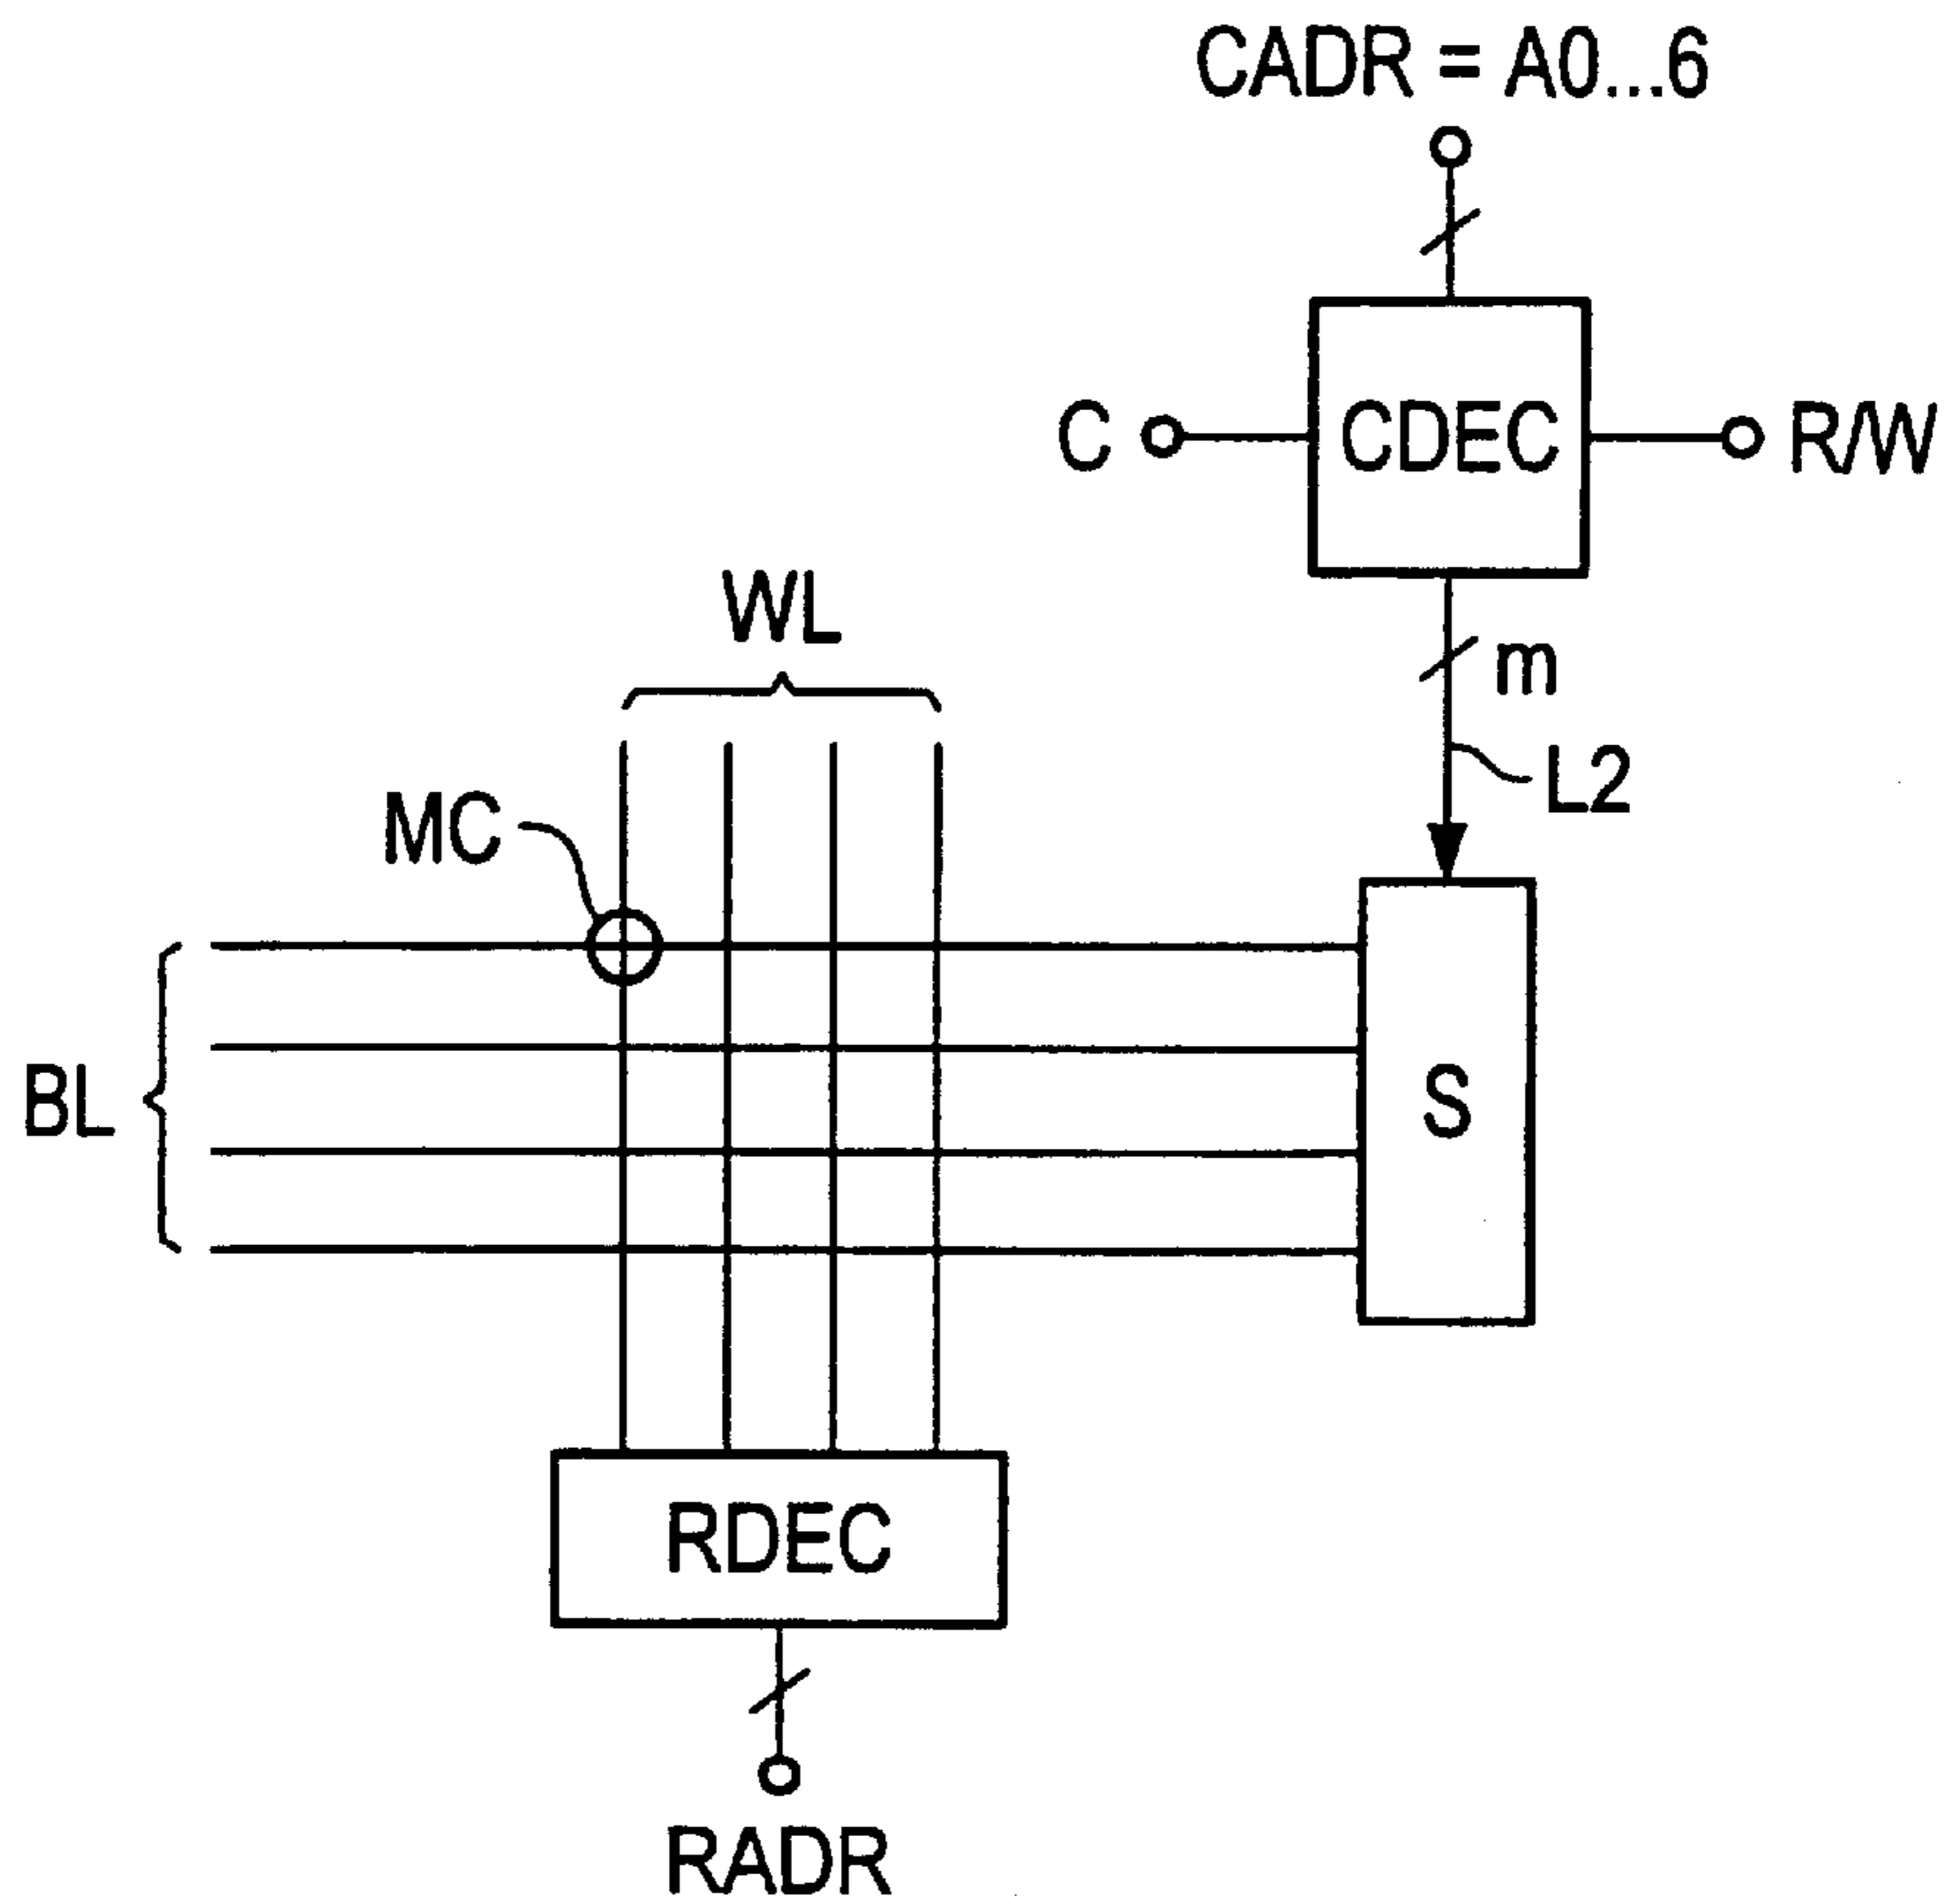 CADR = A0...6
C
CDEC
R/W
WL
m
L2
MC
BL
S
RDEC
RADR